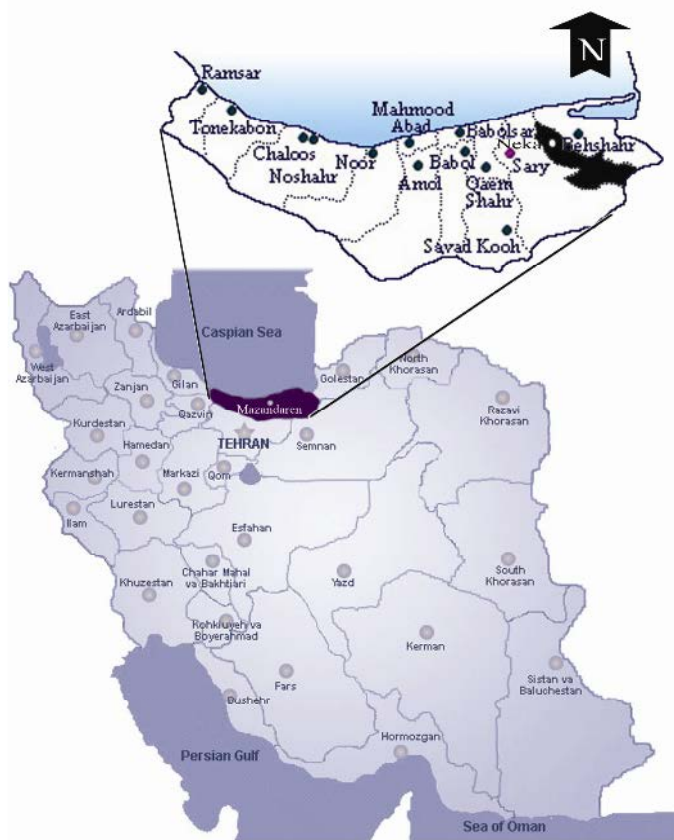 N
Ramsar
Tonekabon
Chaloos
Noshahr
Noor
Mahmood
Abad
Amol
Babolsar
Babol
Qaem
Shahr
Neka
Sary
Behshahr
Savad Kooh
East
Azarbaijan
Ardabil
Caspian Sea
West
Azarbaijan
Zanjan
Gilan
Qazvin
Mazandaren
Golestan
North
Khorasan
Razavi
Khorasan
Kurdestan
Hamedan
TEHRAN
Semnan
Kermanshah
Markazi
Qom
Ilam
Lurestan
Esfahan
Khuzestan
Chahar Mahal
va Bakhtiari
Yazd
South
Khorasan
Kohkiuyeh va
Boyerahmad
Kerman
Fars
Bushehr
Sistan va
Baluchestan
Hormozgan
Persian Gulf
Sea of Oman